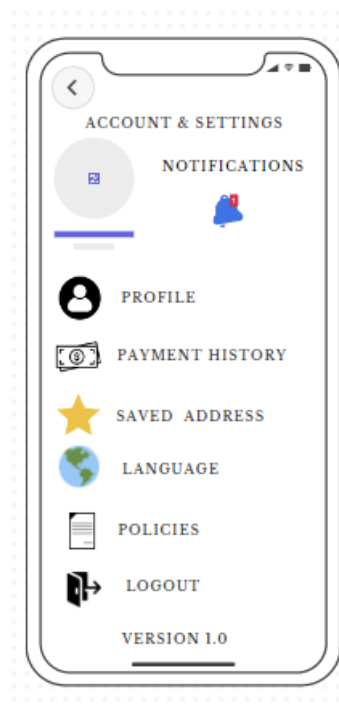 ACCOUNT & SETTINGS
NOTIFICATIONS
1
PROFILE
PAYMENT HISTORY
SAVED ADDRESS
LANGUAGE
POLICIES
LOGOUT
VERSION 1.0